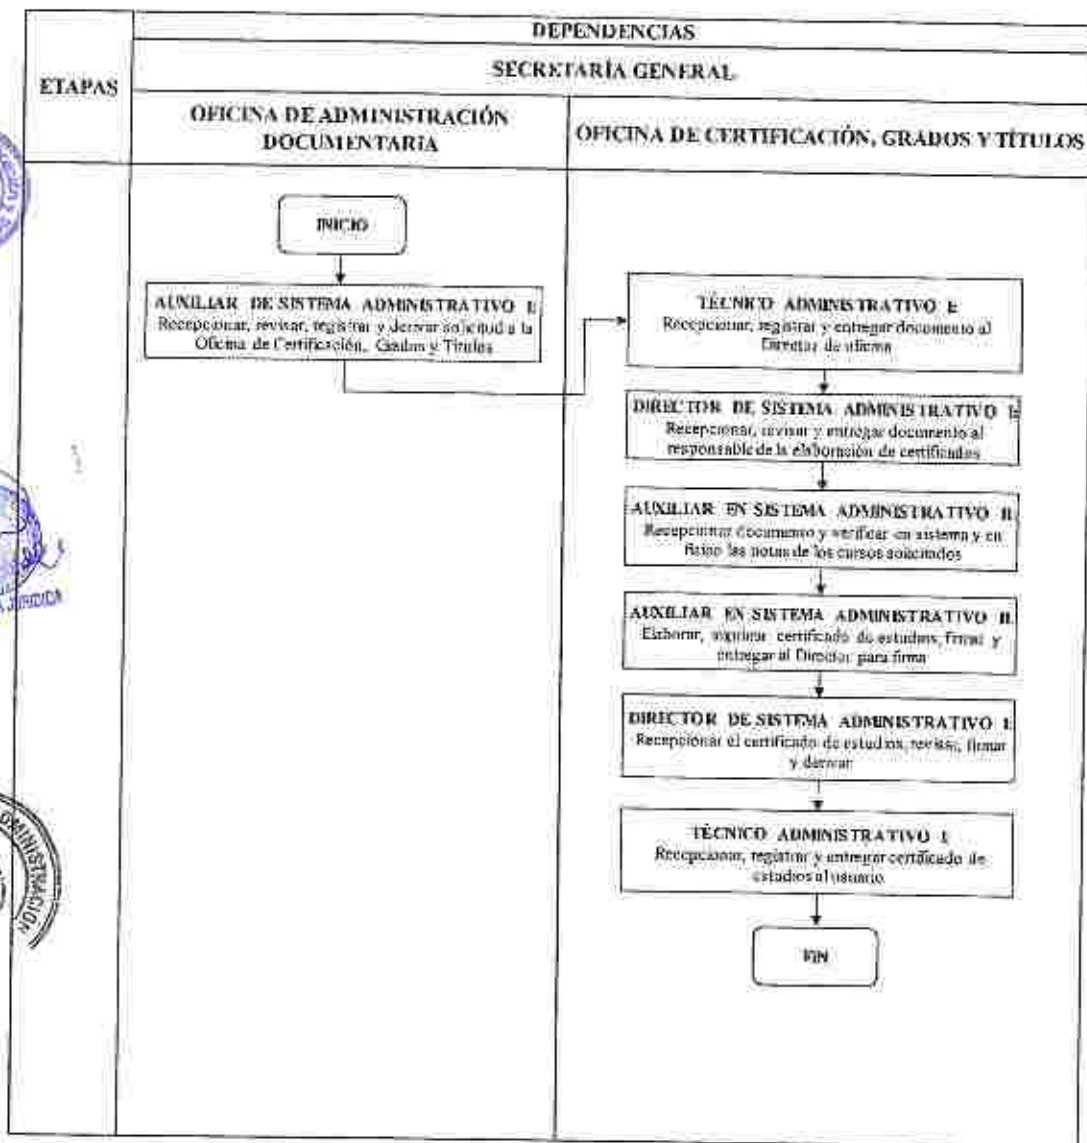 DEPENDENCIAS
ETAPAS
SECRETARÍA GENERAL
OFICINA DE ADMINISTRACIÓN
DOCUMENTARIA
OFICINA DE CERTIFICACIÓN, GRADOS Y TÍTULOS
INICIO
AUXILIAR DE SISTEMA ADMINISTRATIVO I:
Recepcionar, revisar, registrar y derivar solicitud a la
Oficina de Certificación, Grados y Títulos
TÉCNICO ADMINISTRATIVO I:
Recepcionar, registrar y entregar documento al
Director de oficina
DIRECTOR DE SISTEMA ADMINISTRATIVO I:
Recepcionar, revisar y entregar documento al
responsable de la elaboración de certificados
AUXILIAR EN SISTEMA ADMINISTRATIVO II:
Recepcionar documento y verificar en sistema y en
físico las notas de los cursos solicitados
AUXILIAR EN SISTEMA ADMINISTRATIVO II:
Elaborar, certificado de estudios, firmar y
entregar al Director para firma
DIRECTOR DE SISTEMA ADMINISTRATIVO I:
Recepcionar el certificado de estudios, revisar, firmar
y derivar
TÉCNICO ADMINISTRATIVO I:
Recepcionar, registrar y entregar certificado de
estudios al usuario
FIN
JURIDICA
ADMINISTRACIÓN